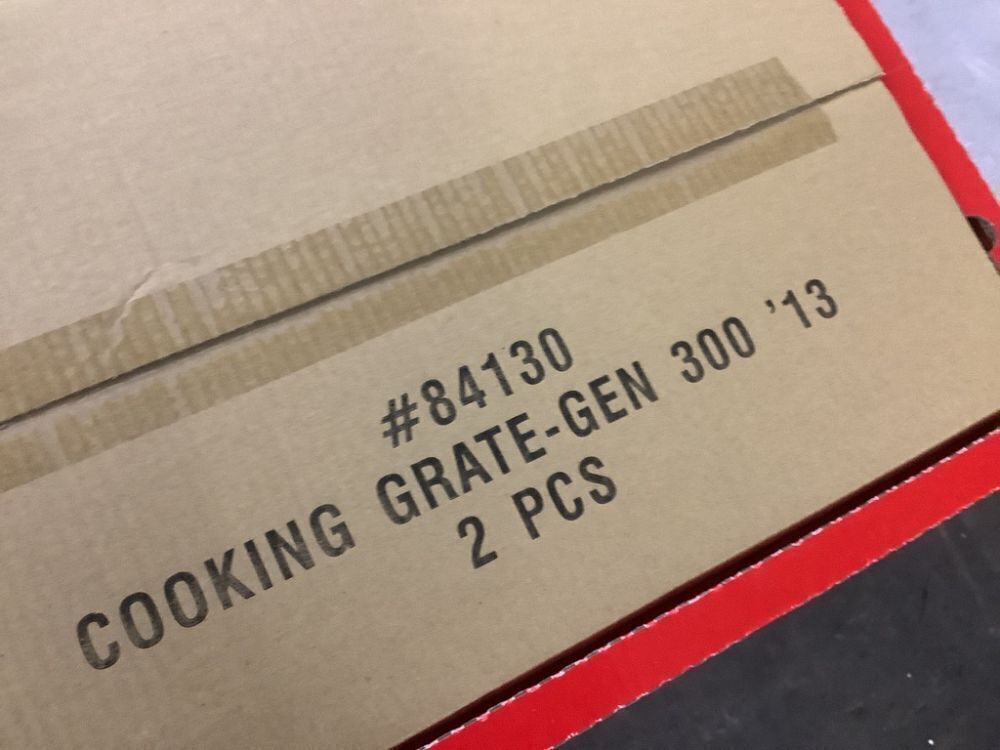 #84130
COOKING GRATE-GEN 300 '13
2 PCS